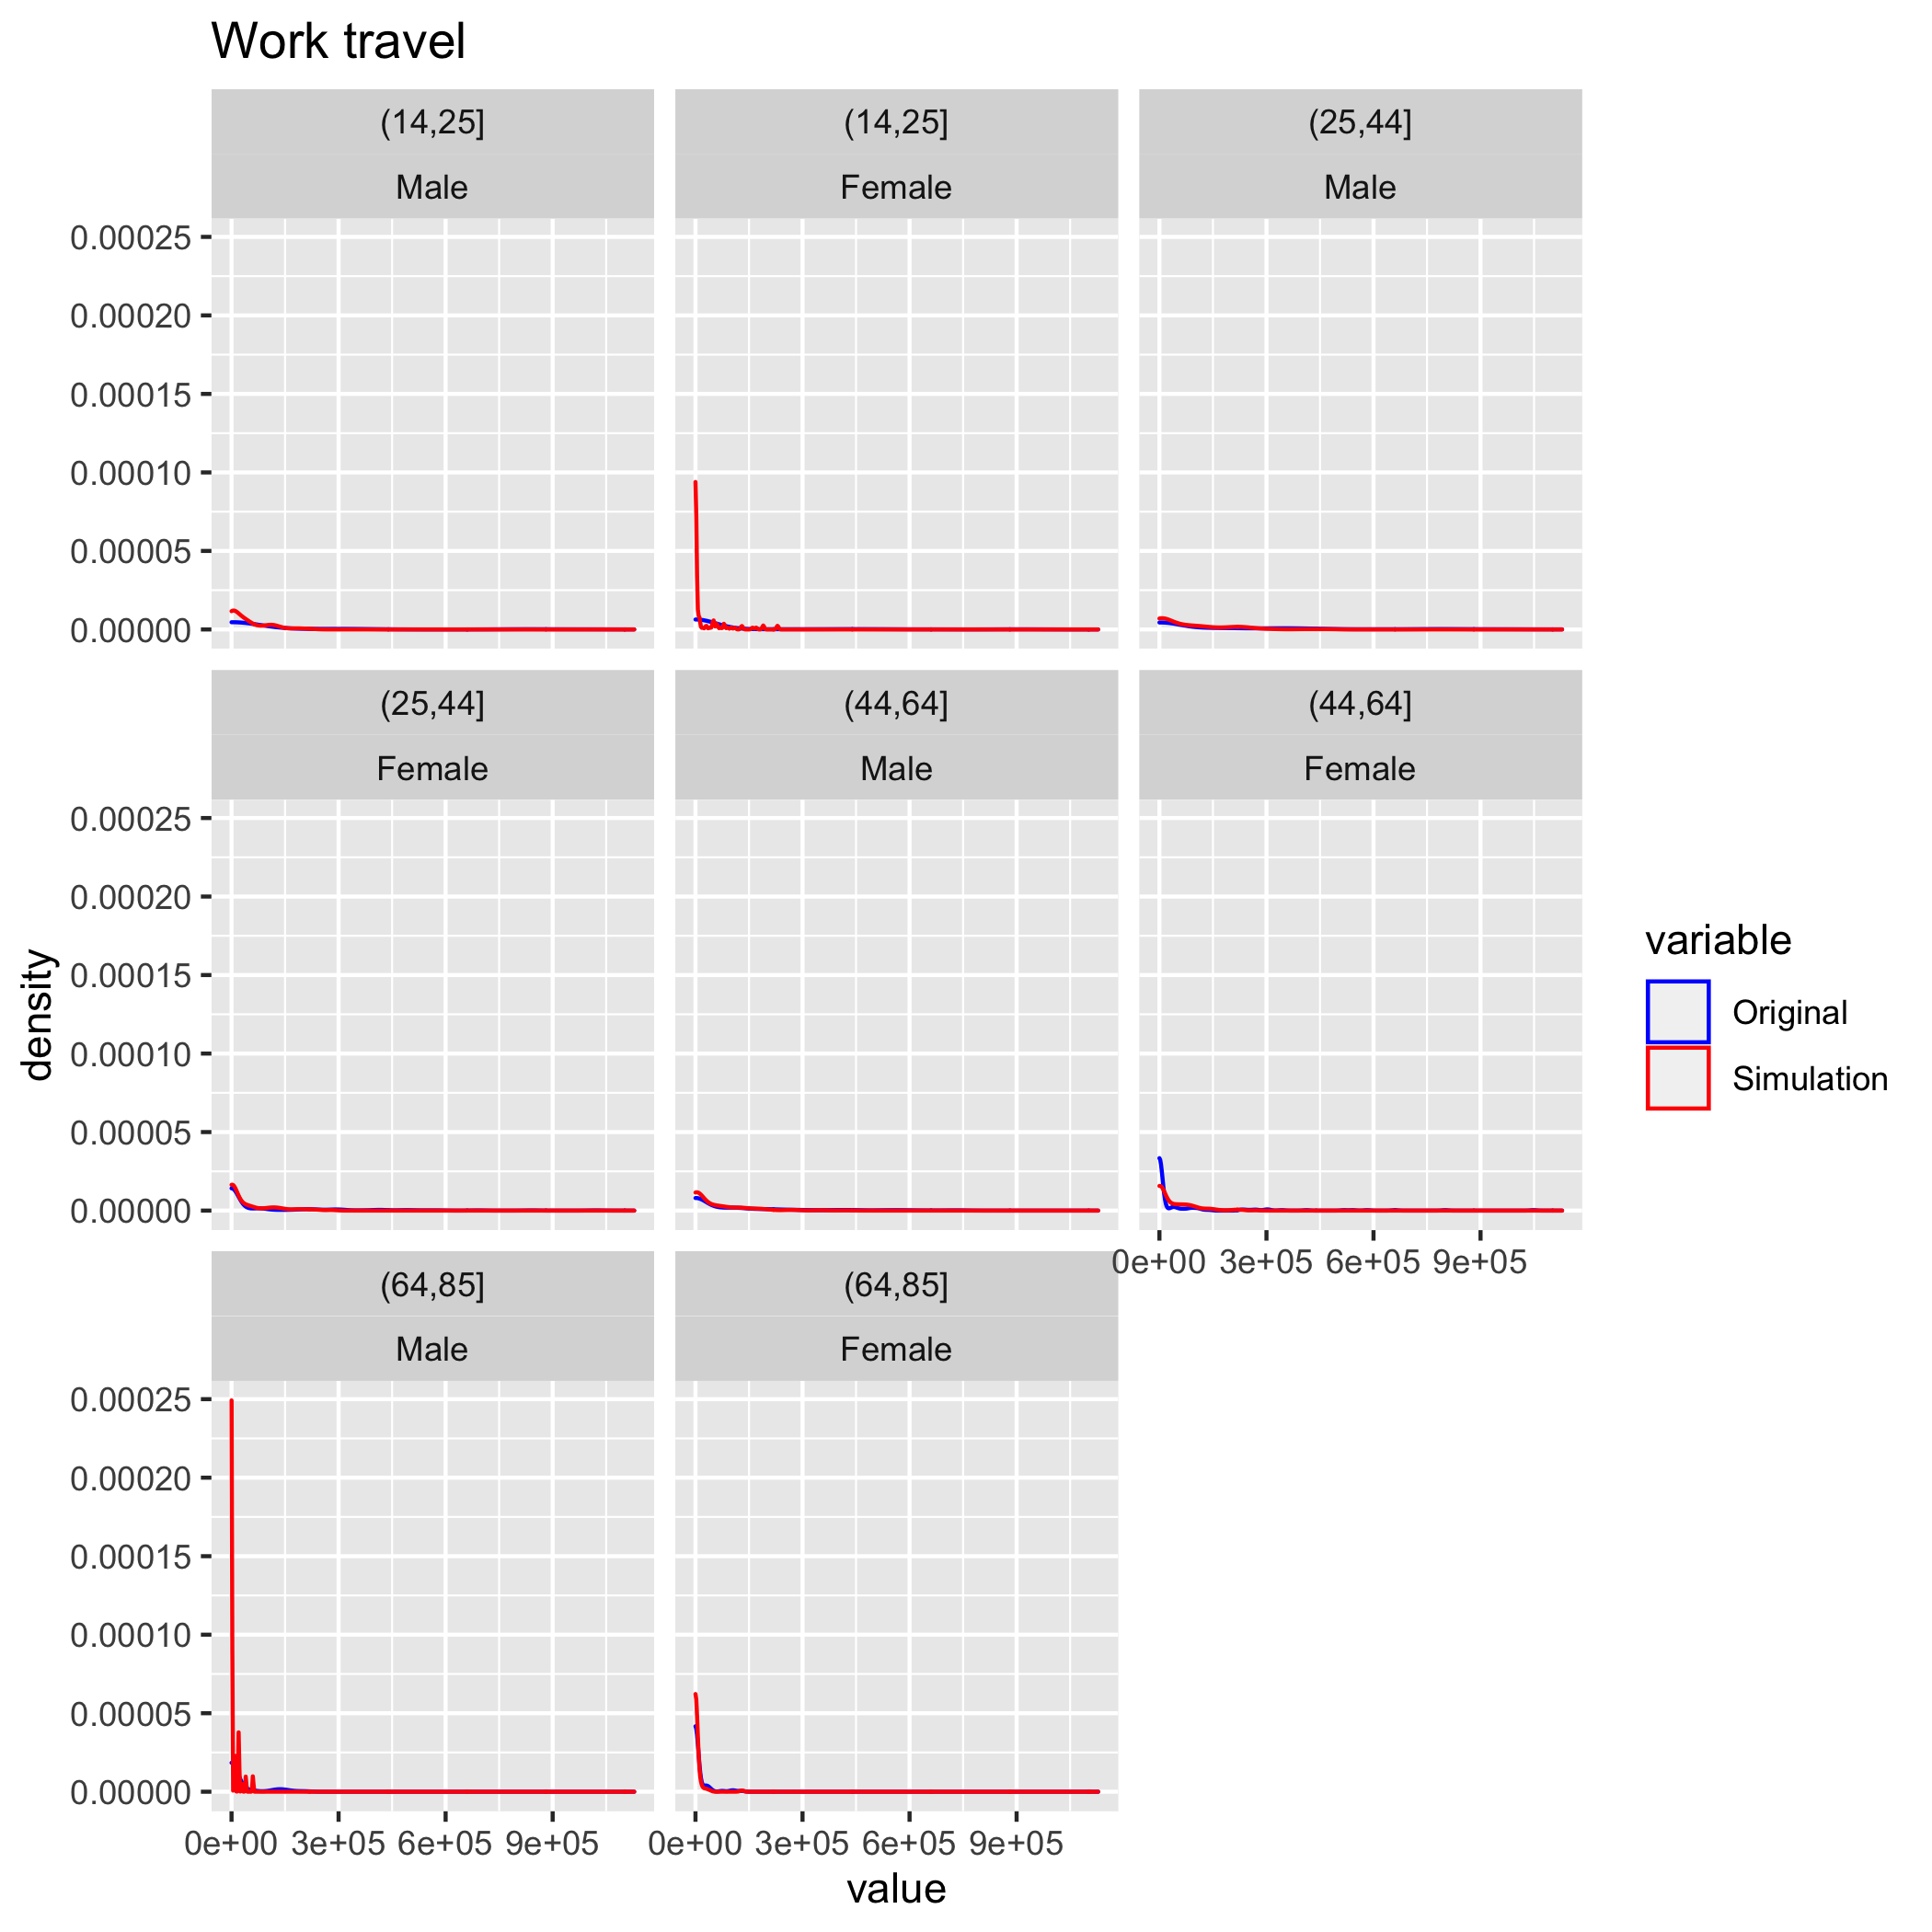 Work travel
(14,25]
Male
(14,25]
Female
(25,44]
Male
0.00025
0.00020
0.00015
0.00010
0.00005
0.00000
(25,44]
Female
(44,64]
Male
(44,64]
Female
0.00025
0.00020
0.00015
0.00010
0.00005
0.00000
0e+00 3e+05 6e+05 9e+05
(64,85]
Male
(64,85]
Female
0.00025
0.00020
0.00015
0.00010
0.00005
0.00000
0e+00 3e+05 6e+05 9e+05
0e+00 3e+05 6e+05 9e+05
value
density
variable
Original
Simulation